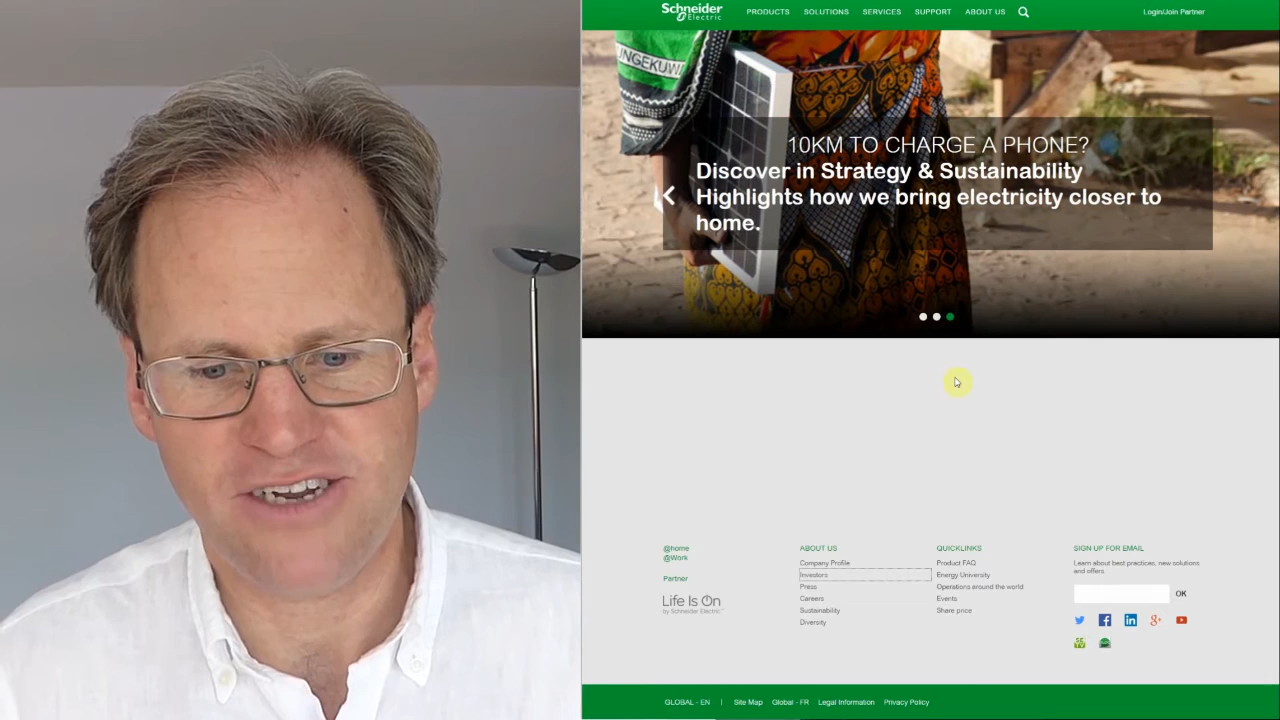 Schneider
Electric
PRODUCTS SOLUTIONS SERVICES SUPPORT ABOUT US
Login/Join Partner
UNGEKUWA
10KM TO CHARGE A PHONE?
Discover in Strategy & Sustainability
Highlights how we bring electricity closer to
home.
@home
@Work
Partner
Life Is On
by Schneider Electric
ABOUT US
Company Profile
Investors
Press
Careers
Sustainability
Diversity
QUICKLINKS
Product FAQ
Energy University
Operations around the world
Events
Share price
SIGN UP FOR EMAIL
Learn about best practices, new solutions
and offers.
OK
SE
TV
GLOBAL - EN | Site Map Global - FR Legal Information Privacy Policy